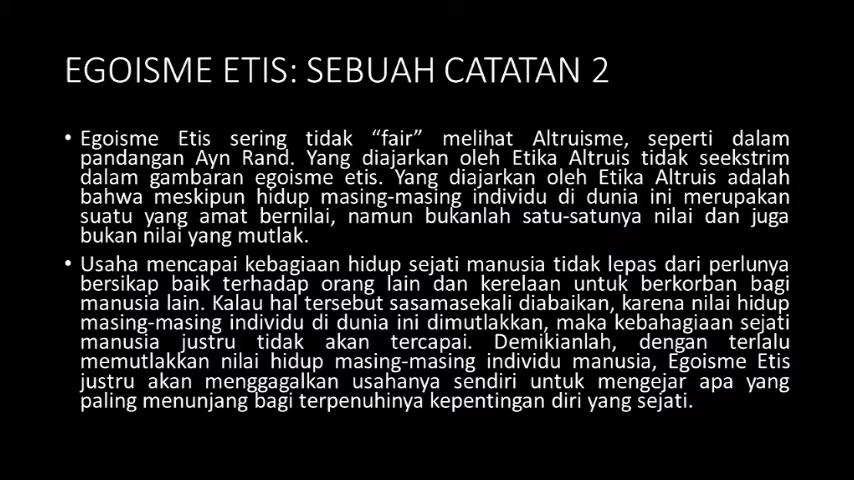 EGOISME ETIS: SEBUAH CATATAN 2
• Egoisme Etis sering tidak “fair” melihat Altruisme, seperti dalam
pandangan Ayn Rand. Yang diajarkan oleh Etika Altruis tidak seekstrim
dalam gambaran egoisme etis. Yang diajarkan oleh Etika Altruis adalah
bahwa meskipun hidup masing-masing individu di dunia ini merupakan
suatu yang amat bernilai, namun bukanlah satu-satunya nilai dan juga
bukan nilai yang mutlak.
• Usaha mencapai kebagiaan hidup sejati manusia tidak lepas dari perlunya
bersikap baik terhadap orang lain dan kerelaan untuk berkorban bagi
manusia lain. Kalau hal tersebut sasamasekali diabaikan, karena nilai hidup
masing-masing individu di dunia ini dimutlakkan, maka kebahagiaan sejati
manusia justru tidak akan tercapai. Demikianlah, dengan terlalu
memutlakkan nilai hidup masing-masing individu manusia, Egoisme Etis
justru akan menggagalkan usahanya sendiri untuk mengejar apa yang
paling menunjang bagi terpenuhinya kepentingan diri yang sejati.